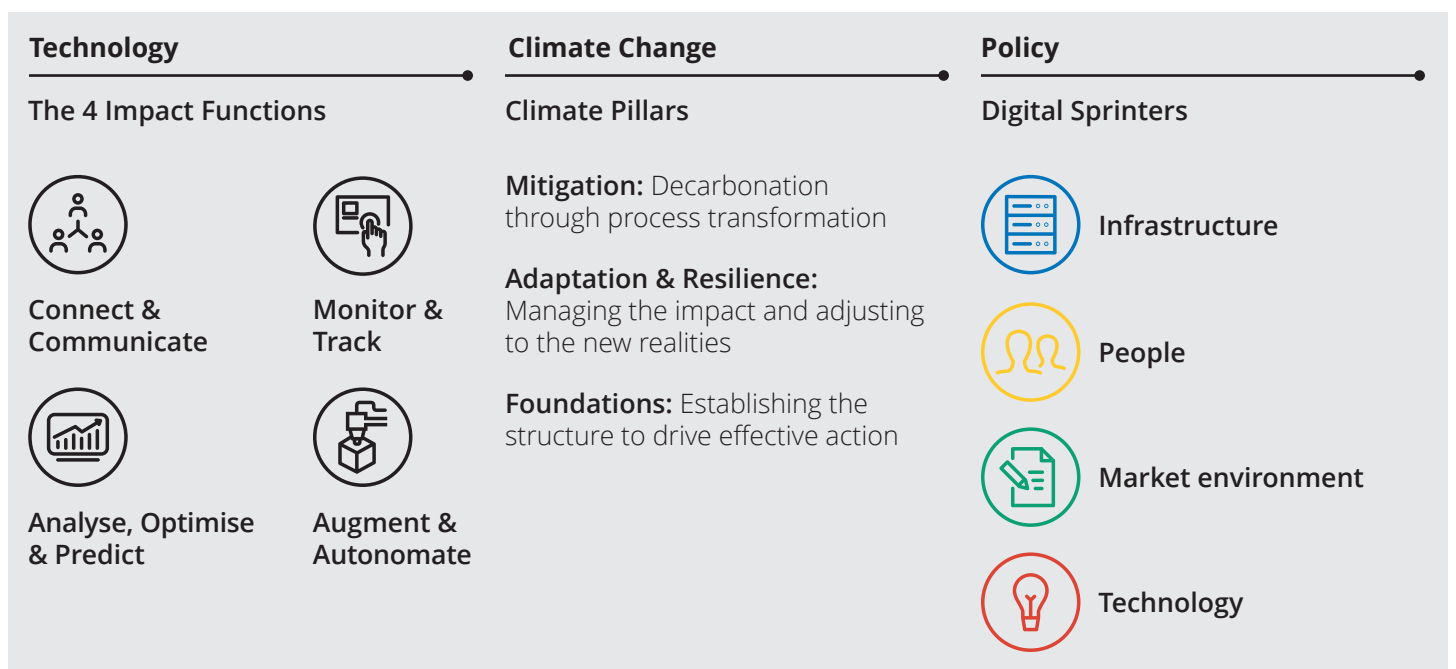 Technology
The 4 Impact Functions
Connect &
Communicate
Monitor &
Track
Analyse, Optimise
& Predict
Augment &
Autonomate
Climate Change
Climate Pillars
Mitigation: Decarbonation
through process transformation
Adaptation & Resilience:
Managing the impact and adjusting
to the new realities
Foundations: Establishing the
structure to drive effective action
Policy
Digital Sprinters
Infrastructure
People
Market environment
Technology